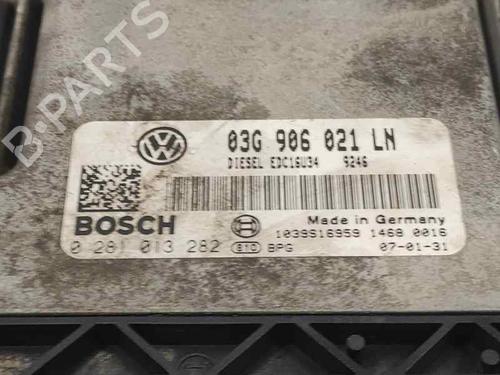 B-PARTS
03G 906 021 LN
DIESEL EDC16U34 9246
BOSCH
Made in Germany
0 281 013 282 810 BPG 1039S16959 1468 0016 07-01-31